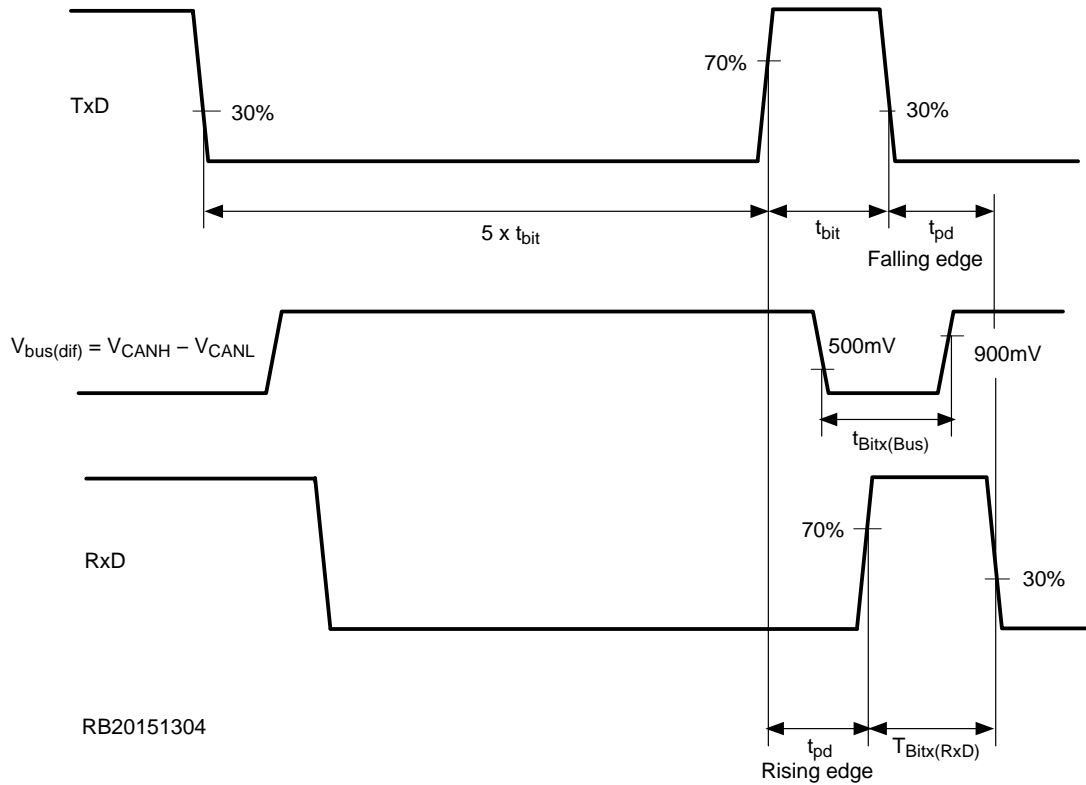 70%
TxD
30%
30%
5 x tbit
tbit
tpd
Falling edge
Vbus(dif) = VCANH – VCANL
500mV
900mV
tBitx(Bus)
70%
RxD
30%
RB20151304
tpd
TBitx(RxD)
Rising edge